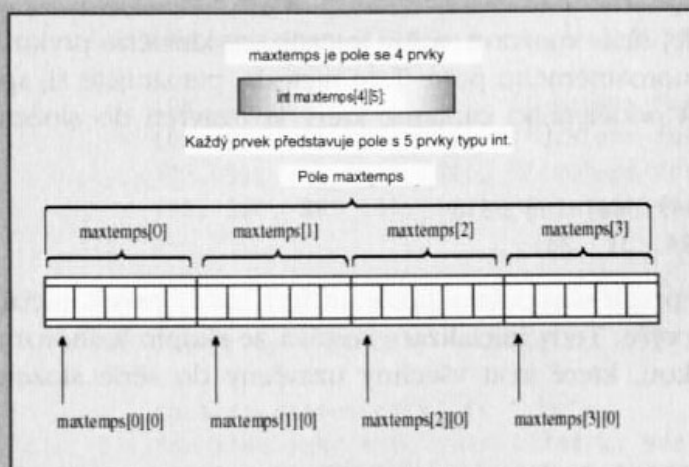 maxtemps je pole se 4 prvky
int maxtemps[4][5];
Každý prvek představuje pole s 5 prvky typu int.
Pole maxtemps
maxtemps[0] maxtemps[1] maxtemps[2] maxtemps[3]
maxtemps[0][0] maxtemps[1][0] maxtemps[2][0] maxtemps[3][0]